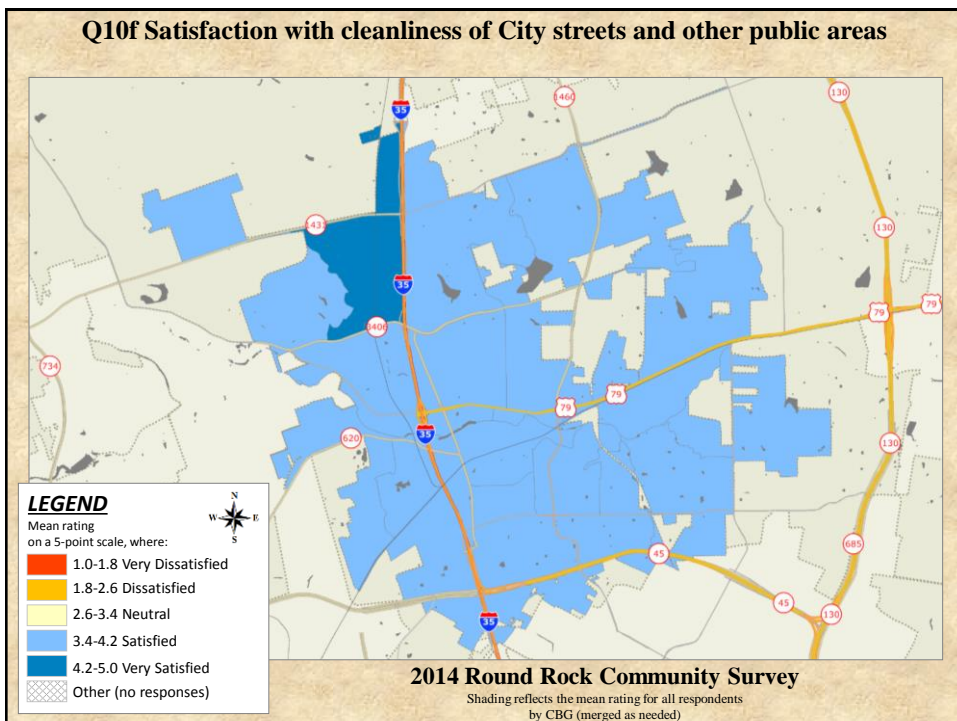 Q10f Satisfaction with cleanliness of City streets and other public areas
35
1460
130
1431
130
35
3406
79
79
734
79
79
35
620
130
45
685
45
130
35
LEGEND
N
W E
S
Mean rating
on a 5-point scale, where:
1.0-1.8 Very Dissatisfied
1.8-2.6 Dissatisfied
2.6-3.4 Neutral
3.4-4.2 Satisfied
4.2-5.0 Very Satisfied
Other (no responses)
2014 Round Rock Community Survey
Shading reflects the mean rating for all respondents
by CBG (merged as needed)